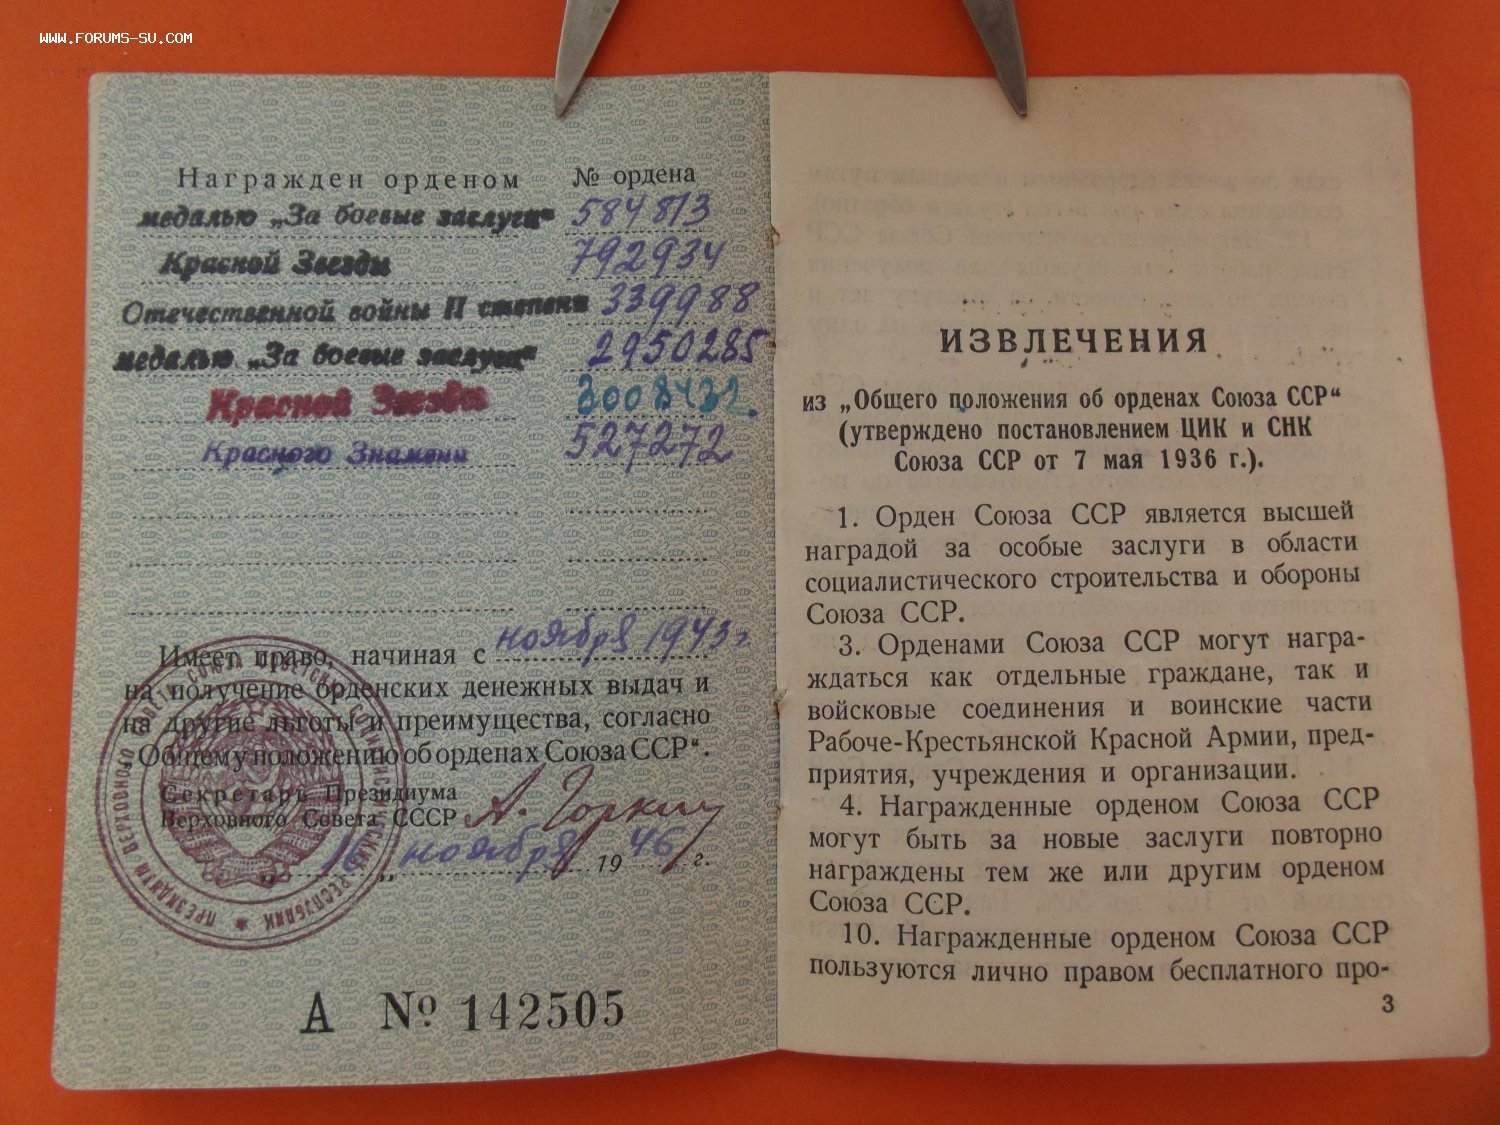 WWW.FORUMS-SU.COM
Награжден орденом № ордена
медалью „За боевые заслуги“ 584813
Красной Звезды 792934
Отечественной войны II степени 339988
медалью „За боевые заслуги“ 2950285
Красной Звезды 3008432
Красного Знамени 527272
Имеет право, начиная с ноября 1943 г.
на получение орденских денежных выдач и
на другие льготы и преимущества, согласно
„Общему положению об орденах Союза ССР“.
Секретарь Президиума
Верховного Совета СССР А. Горкин
„16„ ноября 1946 г.
А № 142505
ИЗВЛЕЧЕНИЯ
из „Общего положения об орденах Союза ССР“
(утверждено постановлением ЦИК и СНК
Союза ССР от 7 мая 1936 г.).
1. Орден Союза ССР является высшей
наградой за особые заслуги в области
социалистического строительства и обороны
Союза ССР.
3. Орденами Союза ССР могут награ-
ждаться как отдельные граждане, так и
войсковые соединения и воинские части
Рабоче-Крестьянской Красной Армии, пред-
приятия, учреждения и организации.
4. Награжденные орденом Союза ССР
могут быть за новые заслуги повторно
награждены тем же или другим орденом
Союза ССР.
10. Награжденные орденом Союза ССР
пользуются лично правом бесплатного про-
3